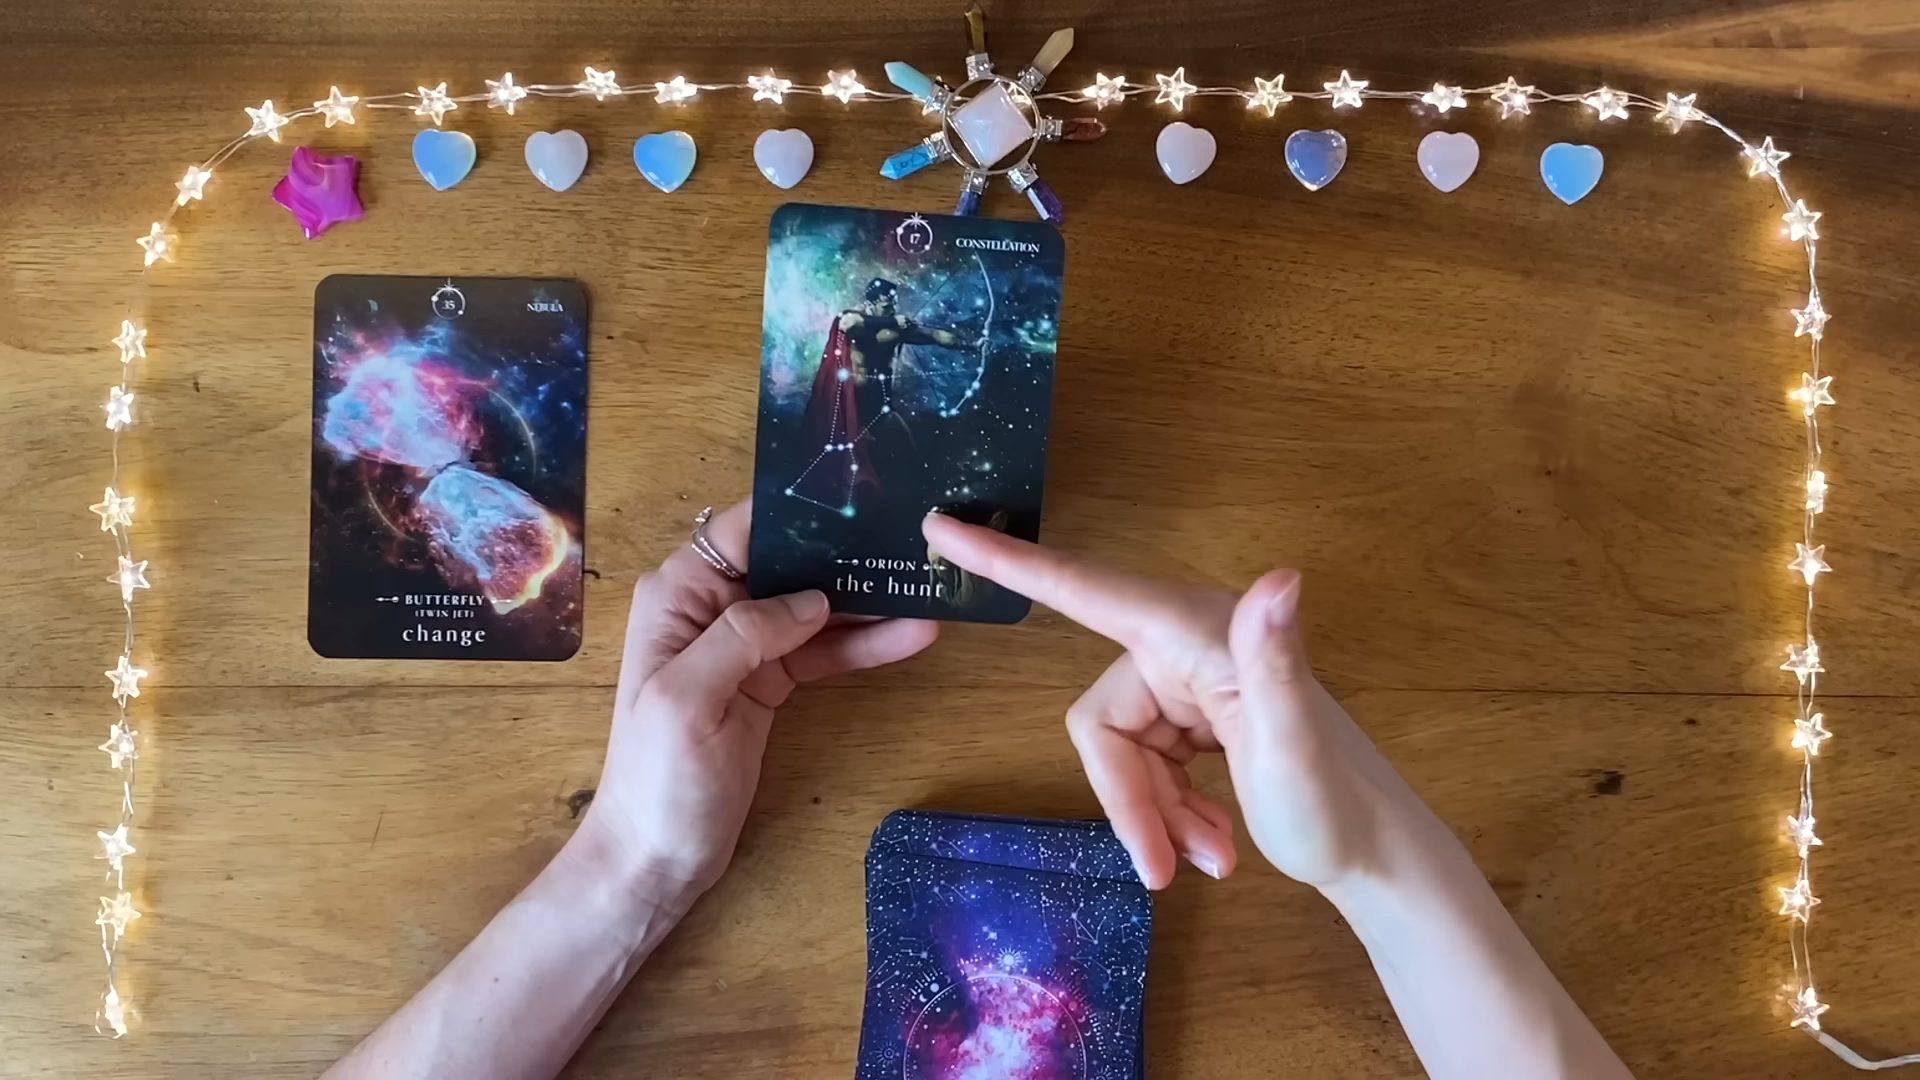 35
NEBULA
BUTTERFLY
(TWIN JET)
change
17
CONSTELLATION
ORION
the hunt